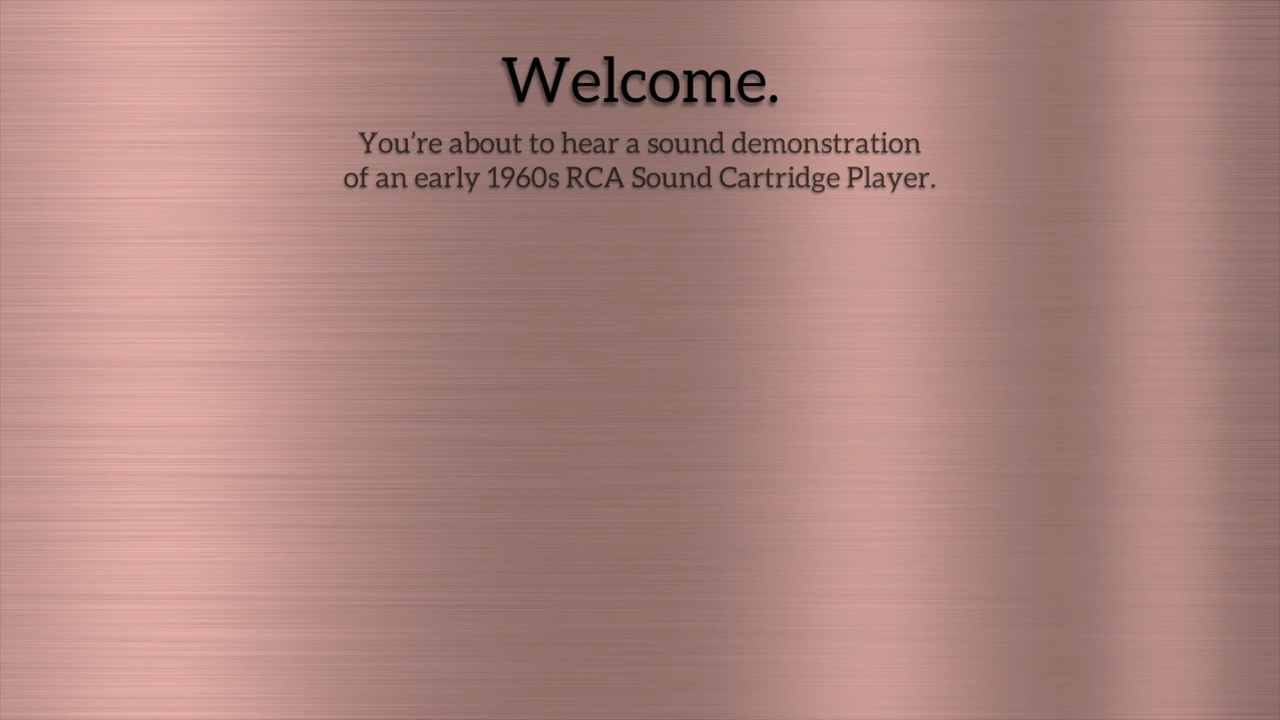 Welcome.
You’re about to hear a sound demonstration
of an early 1960s RCA Sound Cartridge Player.